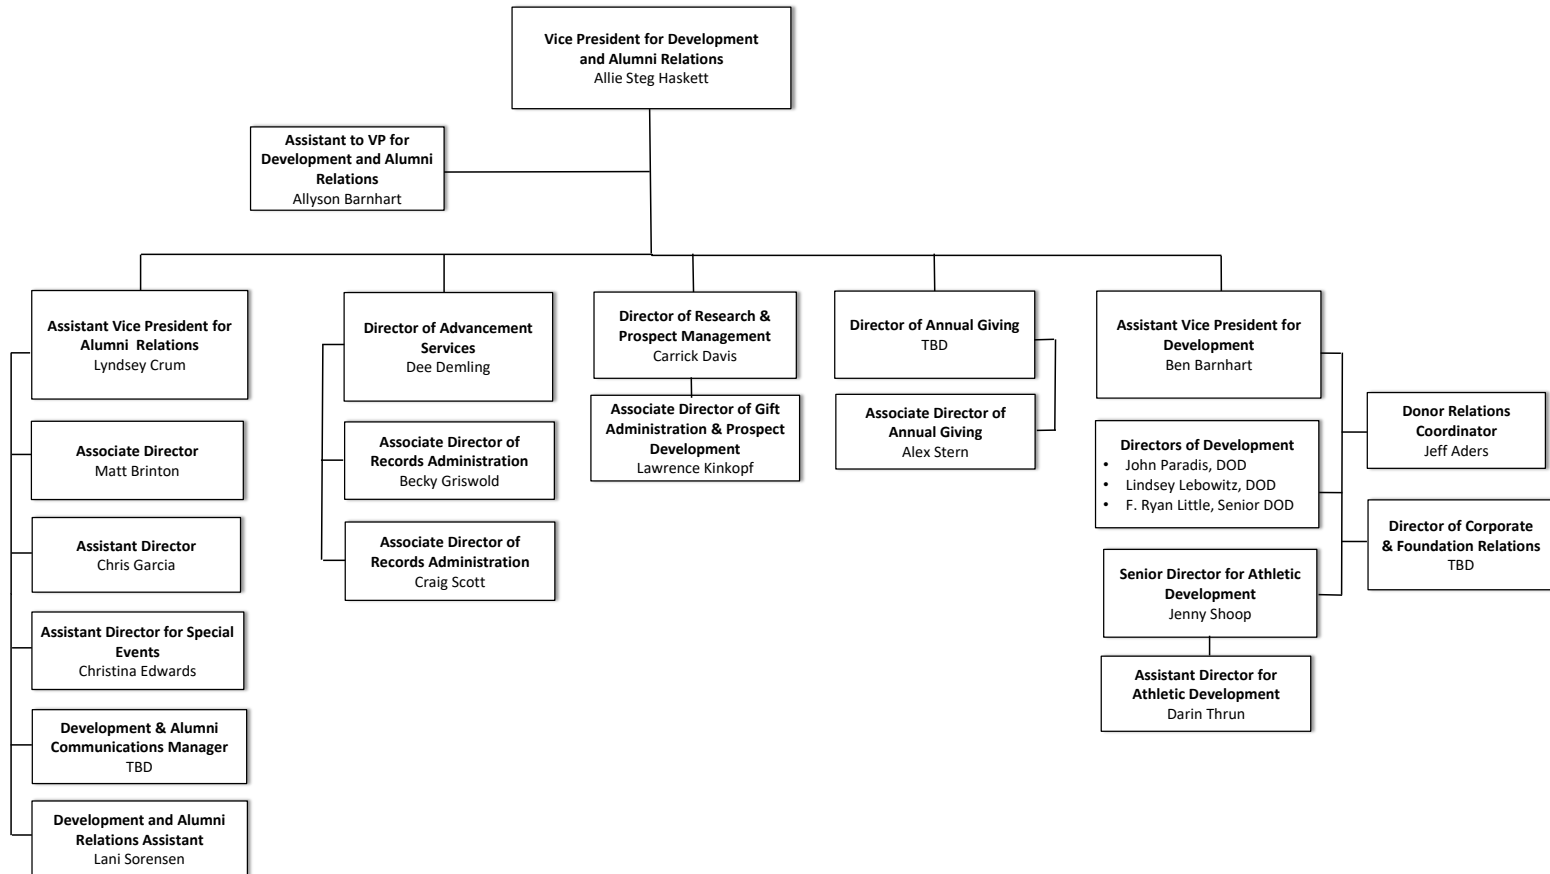 Vice President for Development
and Alumni Relations
Allie Steg Haskett
Assistant to VP for
Development and Alumni
Relations
Allyson Barnhart
Assistant Vice President for
Alumni Relations
Lyndsey Crum
Associate Director
Matt Brinton
Assistant Director
Chris Garcia
Assistant Director for Special
Events
Christina Edwards
Development & Alumni
Communications Manager
TBD
Development and Alumni
Relations Assistant
Lani Sorensen
Director of Advancement
Services
Dee Demling
Associate Director of
Records Administration
Becky Griswold
Associate Director of
Records Administration
Craig Scott
Director of Research &
Prospect Management
Carrick Davis
Associate Director of Gift
Administration & Prospect
Development
Lawrence Kinkopf
Director of Annual Giving
TBD
Associate Director of
Annual Giving
Alex Stern
Assistant Vice President for
Development
Ben Barnhart
Directors of Development
• John Paradis, DOD
• Lindsey Lebowitz, DOD
• F. Ryan Little, Senior DOD
Senior Director for Athletic
Development
Jenny Shoop
Assistant Director for
Athletic Development
Darin Thrun
Donor Relations
Coordinator
Jeff Aders
Director of Corporate
& Foundation Relations
TBD